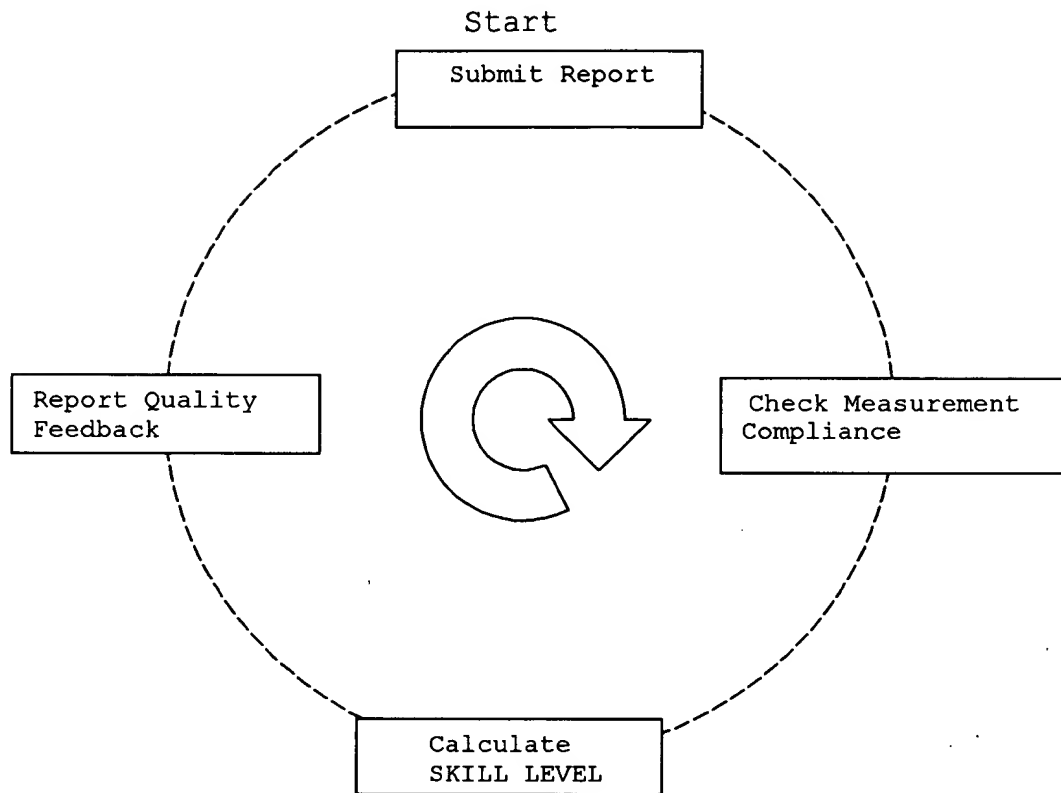 Start
Submit Report
Check Measurement
Compliance
Calculate
SKILL LEVEL
Report Quality
Feedback